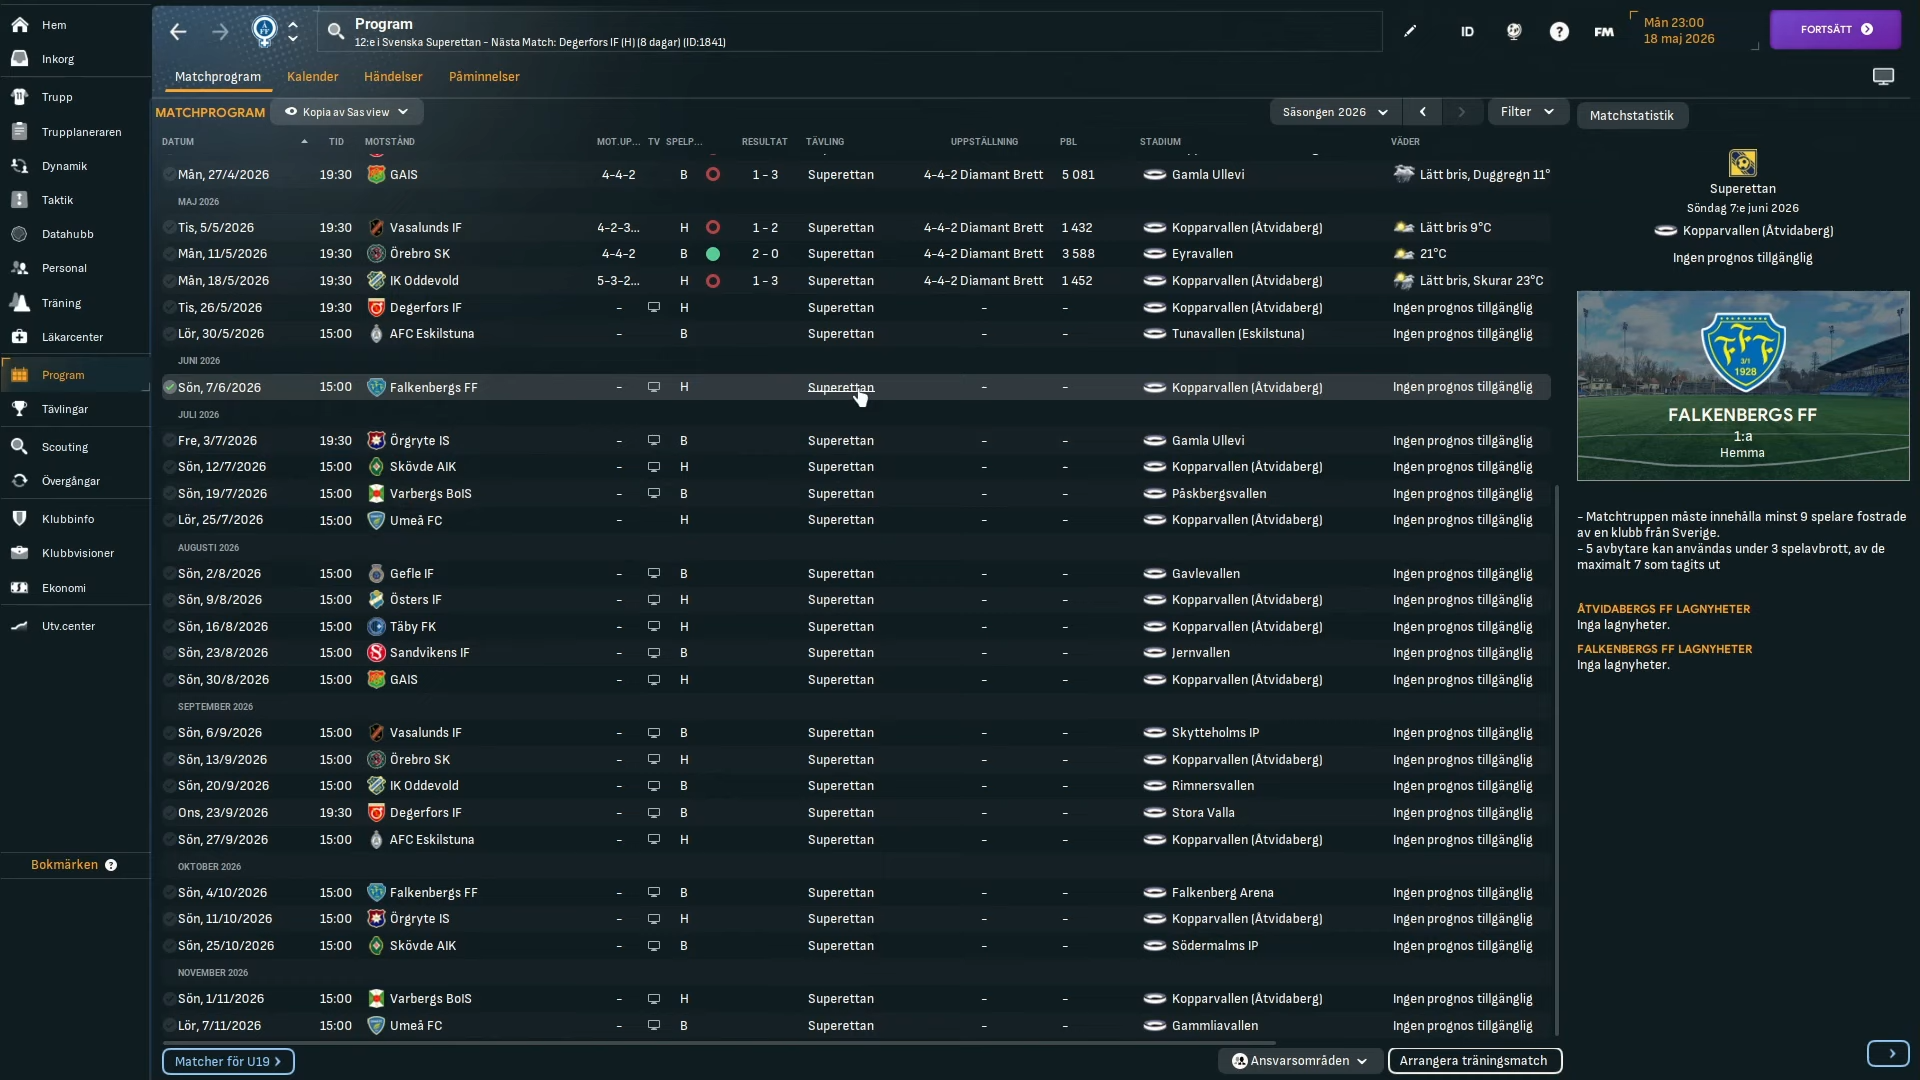 Hem
Inkorg
Trupp
Trupplaneraren
Dynamik
Taktik
Datahubb
Personal
Träning
Läkarcenter
Program
Tävlingar
Scouting
Övergångar
Klubbinfo
Klubbvisioner
Ekonomi
Utv.center
Bokmärken ?
Program
12:e i Svenska Superettan - Nästa Match: Degerfors IF (H) (8 dagar) (ID:1841)
ID
?
FM
Mån 23:00
18 maj 2026
FORTSÄTT
Matchprogram Kalender Händelser Påminnelser
MATCHPROGRAM Kopia av Sas view Säsongen 2026 Filter
DATUM TID MOTSTÅND MOT.UP... TV SPELP... RESULTAT TÄVLING UPPSTÄLLNING PBL STADIUM VÄDER
Mån, 27/4/2026 19:30 GAIS 4-4-2 B 1 - 3 Superettan 4-4-2 Diamant Brett 5 081 Gamla Ullevi Lätt bris, Duggregn 11°
MAJ 2026
Tis, 5/5/2026 19:30 Vasalunds IF 4-2-3... H 1 - 2 Superettan 4-4-2 Diamant Brett 1 432 Kopparvallen (Åtvidaberg) Lätt bris 9°C
Mån, 11/5/2026 19:30 Örebro SK 4-4-2 B 2 - 0 Superettan 4-4-2 Diamant Brett 3 588 Eyravallen 21°C
Mån, 18/5/2026 19:30 IK Oddevold 5-3-2... H 1 - 3 Superettan 4-4-2 Diamant Brett 1 452 Kopparvallen (Åtvidaberg) Lätt bris, Skurar 23°C
Tis, 26/5/2026 19:30 Degerfors IF - H Superettan - - Kopparvallen (Åtvidaberg) Ingen prognos tillgänglig
Lör, 30/5/2026 15:00 AFC Eskilstuna - B Superettan - - Tunavallen (Eskilstuna) Ingen prognos tillgänglig
JUNI 2026
Sön, 7/6/2026 15:00 Falkenbergs FF - H Superettan - - Kopparvallen (Åtvidaberg) Ingen prognos tillgänglig
JULI 2026
Fre, 3/7/2026 19:30 Örgryte IS - B Superettan - - Gamla Ullevi Ingen prognos tillgänglig
Sön, 12/7/2026 15:00 Skövde AIK - H Superettan - - Kopparvallen (Åtvidaberg) Ingen prognos tillgänglig
Sön, 19/7/2026 15:00 Varbergs BoIS - B Superettan - - Påskbergsvallen Ingen prognos tillgänglig
Lör, 25/7/2026 15:00 Umeå FC - H Superettan - - Kopparvallen (Åtvidaberg) Ingen prognos tillgänglig
AUGUSTI 2026
Sön, 2/8/2026 15:00 Gefle IF - B Superettan - - Gavlevallen Ingen prognos tillgänglig
Sön, 9/8/2026 15:00 Östers IF - H Superettan - - Kopparvallen (Åtvidaberg) Ingen prognos tillgänglig
Sön, 16/8/2026 15:00 Täby FK - H Superettan - - Kopparvallen (Åtvidaberg) Ingen prognos tillgänglig
Sön, 23/8/2026 15:00 Sandvikens IF - B Superettan - - Jernvallen Ingen prognos tillgänglig
Sön, 30/8/2026 15:00 GAIS - H Superettan - - Kopparvallen (Åtvidaberg) Ingen prognos tillgänglig
SEPTEMBER 2026
Sön, 6/9/2026 15:00 Vasalunds IF - B Superettan - - Skytteholms IP Ingen prognos tillgänglig
Sön, 13/9/2026 15:00 Örebro SK - H Superettan - - Kopparvallen (Åtvidaberg) Ingen prognos tillgänglig
Sön, 20/9/2026 15:00 IK Oddevold - B Superettan - - Rimnersvallen Ingen prognos tillgänglig
Ons, 23/9/2026 19:30 Degerfors IF - B Superettan - - Stora Valla Ingen prognos tillgänglig
Sön, 27/9/2026 15:00 AFC Eskilstuna - H Superettan - - Kopparvallen (Åtvidaberg) Ingen prognos tillgänglig
OKTOBER 2026
Sön, 4/10/2026 15:00 Falkenbergs FF - B Superettan - - Falkenberg Arena Ingen prognos tillgänglig
Sön, 11/10/2026 15:00 Örgryte IS - H Superettan - - Kopparvallen (Åtvidaberg) Ingen prognos tillgänglig
Sön, 25/10/2026 15:00 Skövde AIK - B Superettan - - Södermalms IP Ingen prognos tillgänglig
NOVEMBER 2026
Sön, 1/11/2026 15:00 Varbergs BoIS - H Superettan - - Kopparvallen (Åtvidaberg) Ingen prognos tillgänglig
Lör, 7/11/2026 15:00 Umeå FC - B Superettan - - Gammliavallen Ingen prognos tillgänglig
Matcher för U19 Ansvarsområden Arrangera träningsmatch
Matchstatistik
Superettan
Söndag 7:e juni 2026
Kopparvallen (Åtvidaberg)
Ingen prognos tillgänglig
FFF
3/1
1928
FALKENBERGS FF
1:a
Hemma
- Matchtruppen måste innehålla minst 9 spelare fostrade
av en klubb från Sverige.
- 5 avbytare kan användas under 3 spelavbrott, av de
maximalt 7 som tagits ut
ÅTVIDABERGS FF LAGNYHETER
Inga lagnyheter.
FALKENBERGS FF LAGNYHETER
Inga lagnyheter.